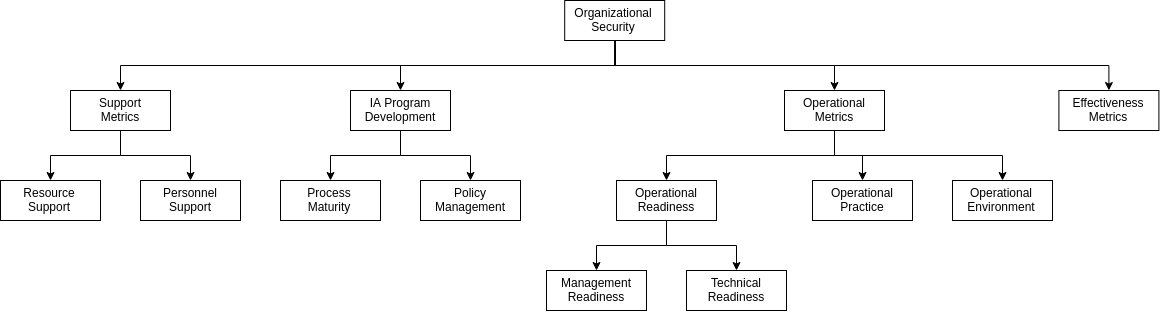 Organizational
Security
Support
Metrics
IA Program
Development
Operational
Metrics
Effectiveness
Metrics
Resource
Support
Personnel
Support
Process
Maturity
Policy
Management
Operational
Readiness
Operational
Practice
Operational
Environment
Management
Readiness
Technical
Readiness